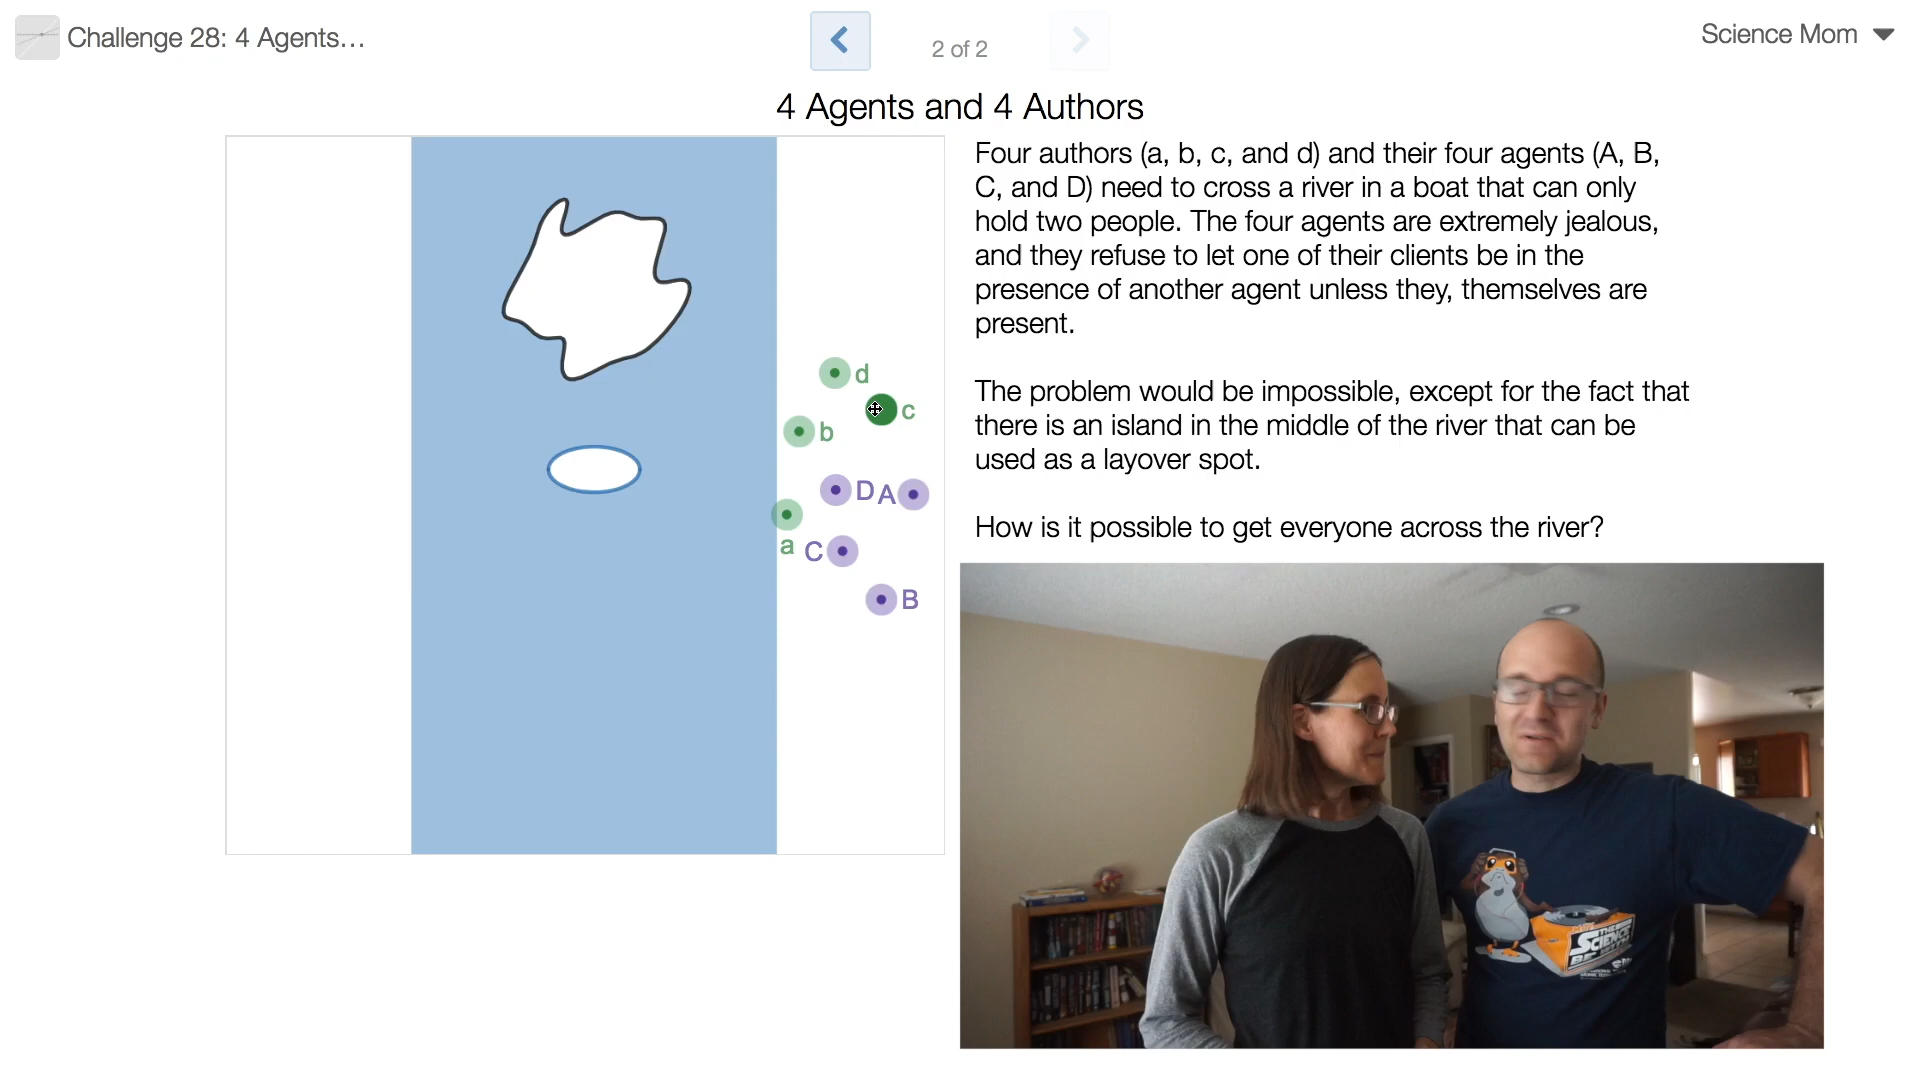 Challenge 28: 4 Agents...
2 of 2
Science Mom
4 Agents and 4 Authors
Four authors (a, b, c, and d) and their four agents (A, B,
C, and D) need to cross a river in a boat that can only
hold two people. The four agents are extremely jealous,
and they refuse to let one of their clients be in the
presence of another agent unless they, themselves are
present.
The problem would be impossible, except for the fact that
there is an island in the middle of the river that can be
used as a layover spot.
How is it possible to get everyone across the river?
d
c
b
D
A
a
C
B
SCIENCE